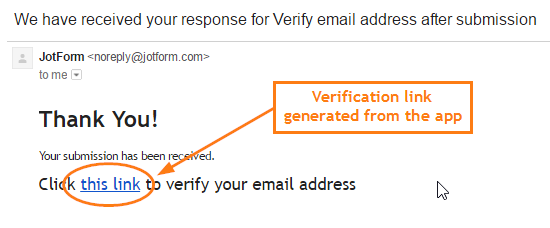 We have received your response for Verify email address after submission
JotForm <noreply@jotform.com>
to me
Verification link
generated from the app
Thank You!
Your submission has been received.
Click this link to verify your email address